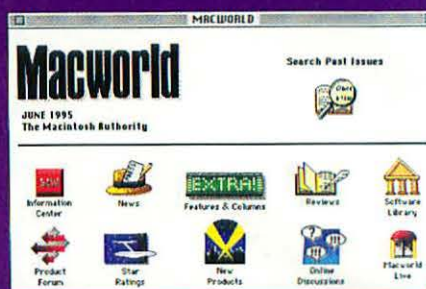 MACWORLD
Macworld
Search Past Issues
JUNE 1995
The Macintosh Authority
Information Center
News
EXTRA!
Features & Columns
Reviews
Software Library
Product Forum
Star Ratings
New Products
Online Discussions
Macworld Live